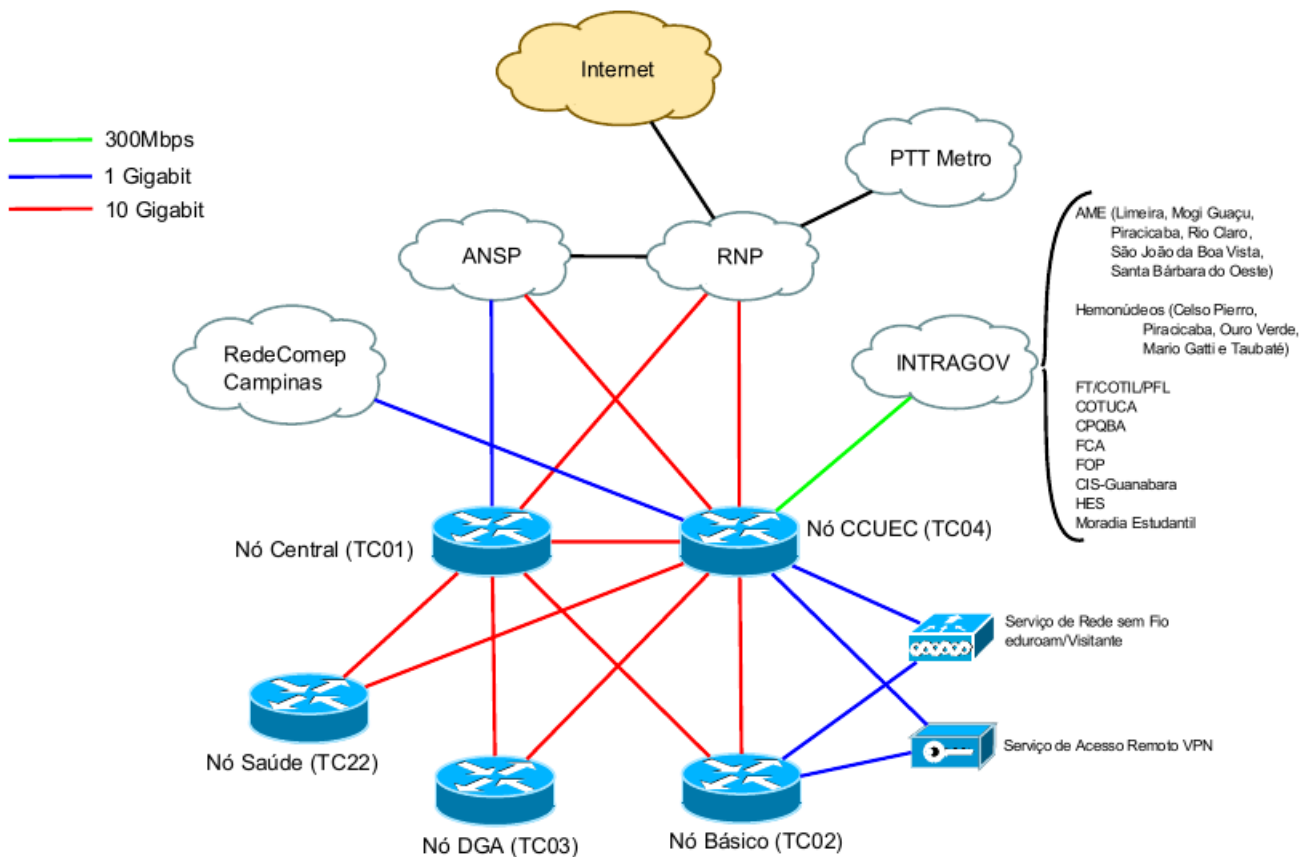 Internet
300Mbps
1 Gigabit
10 Gigabit
PTT Metro
ANSP
RNP
AME (Limeira, Mogi Guaçu,
Piracicaba, Rio Claro,
São João da Boa Vista,
Santa Bárbara do Oeste)
Hemonúcleos (Celso Pierro,
Piracicaba, Ouro Verde,
Mario Gatti e Taubaté)
FT/COTIL/PFL
COTUCA
CPQBA
FCA
FOP
CIS-Guanabara
HES
Moradia Estudantil
RedeComep
Campinas
INTRAGOV
Nó Central (TC01)
Nó CCUEC (TC04)
Serviço de Rede sem Fio
eduroam/Visitante
Nó Saúde (TC22)
Serviço de Acesso Remoto VPN
Nó DGA (TC03)
Nó Básico (TC02)